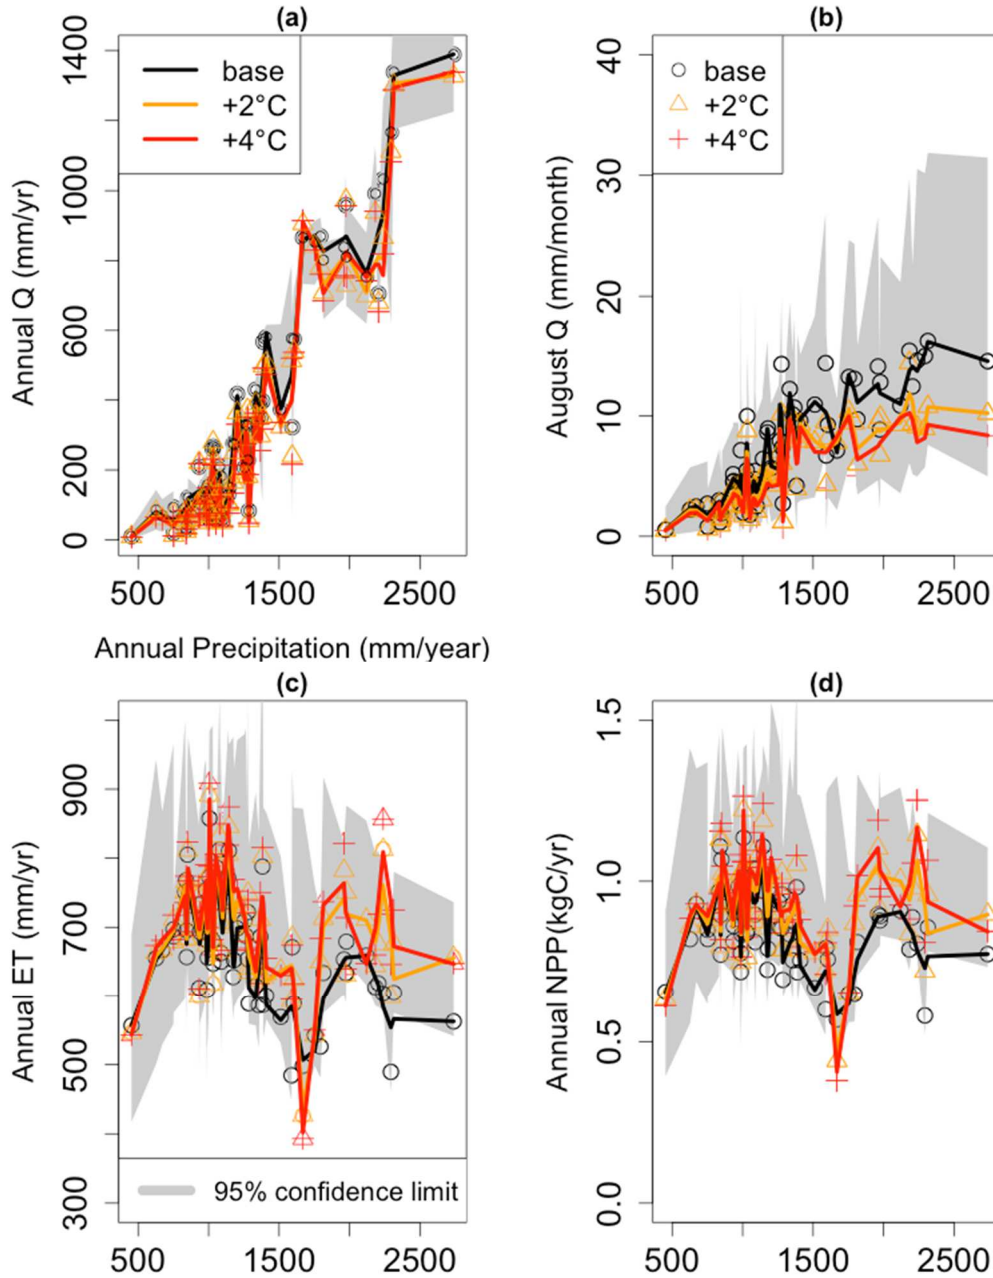 (a)
1400
1000
600
200
0
Annual Q (mm/yr)
base
+2°C
+4°C
500
1500
2500
Annual Precipitation (mm/year)
(b)
40
30
20
10
0
August Q (mm/month)
base
+2°C
+4°C
500
1500
2500
(c)
900
700
500
300
Annual ET (mm/yr)
95% confidence limit
500
1500
2500
(d)
1.5
1.0
0.5
0.0
Annual NPP(kgC/yr)
500
1500
2500